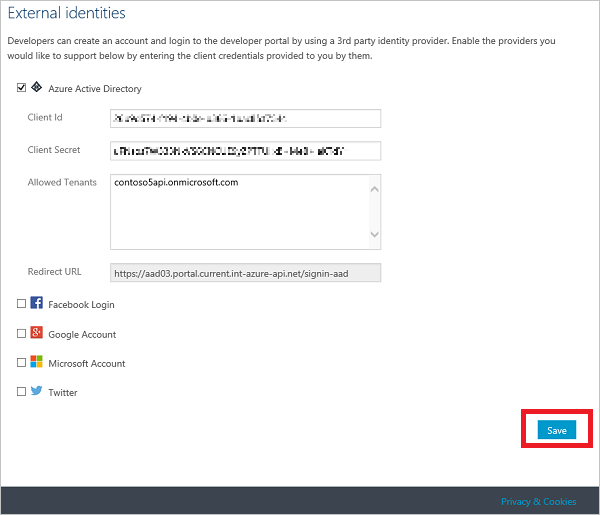 External identities
Developers can create an account and login to the developer portal by using a 3rd party identity provider. Enable the providers you
would like to support below by entering the client credentials provided to you by them.
Azure Active Directory
Client Id
Client Secret
Allowed Tenants
contoso5api.onmicrosoft.com
Redirect URL
https://aad03.portal.current.int-azure-api.net/signin-aad
Facebook Login
Google Account
Microsoft Account
Twitter
Save
Privacy & Cookies